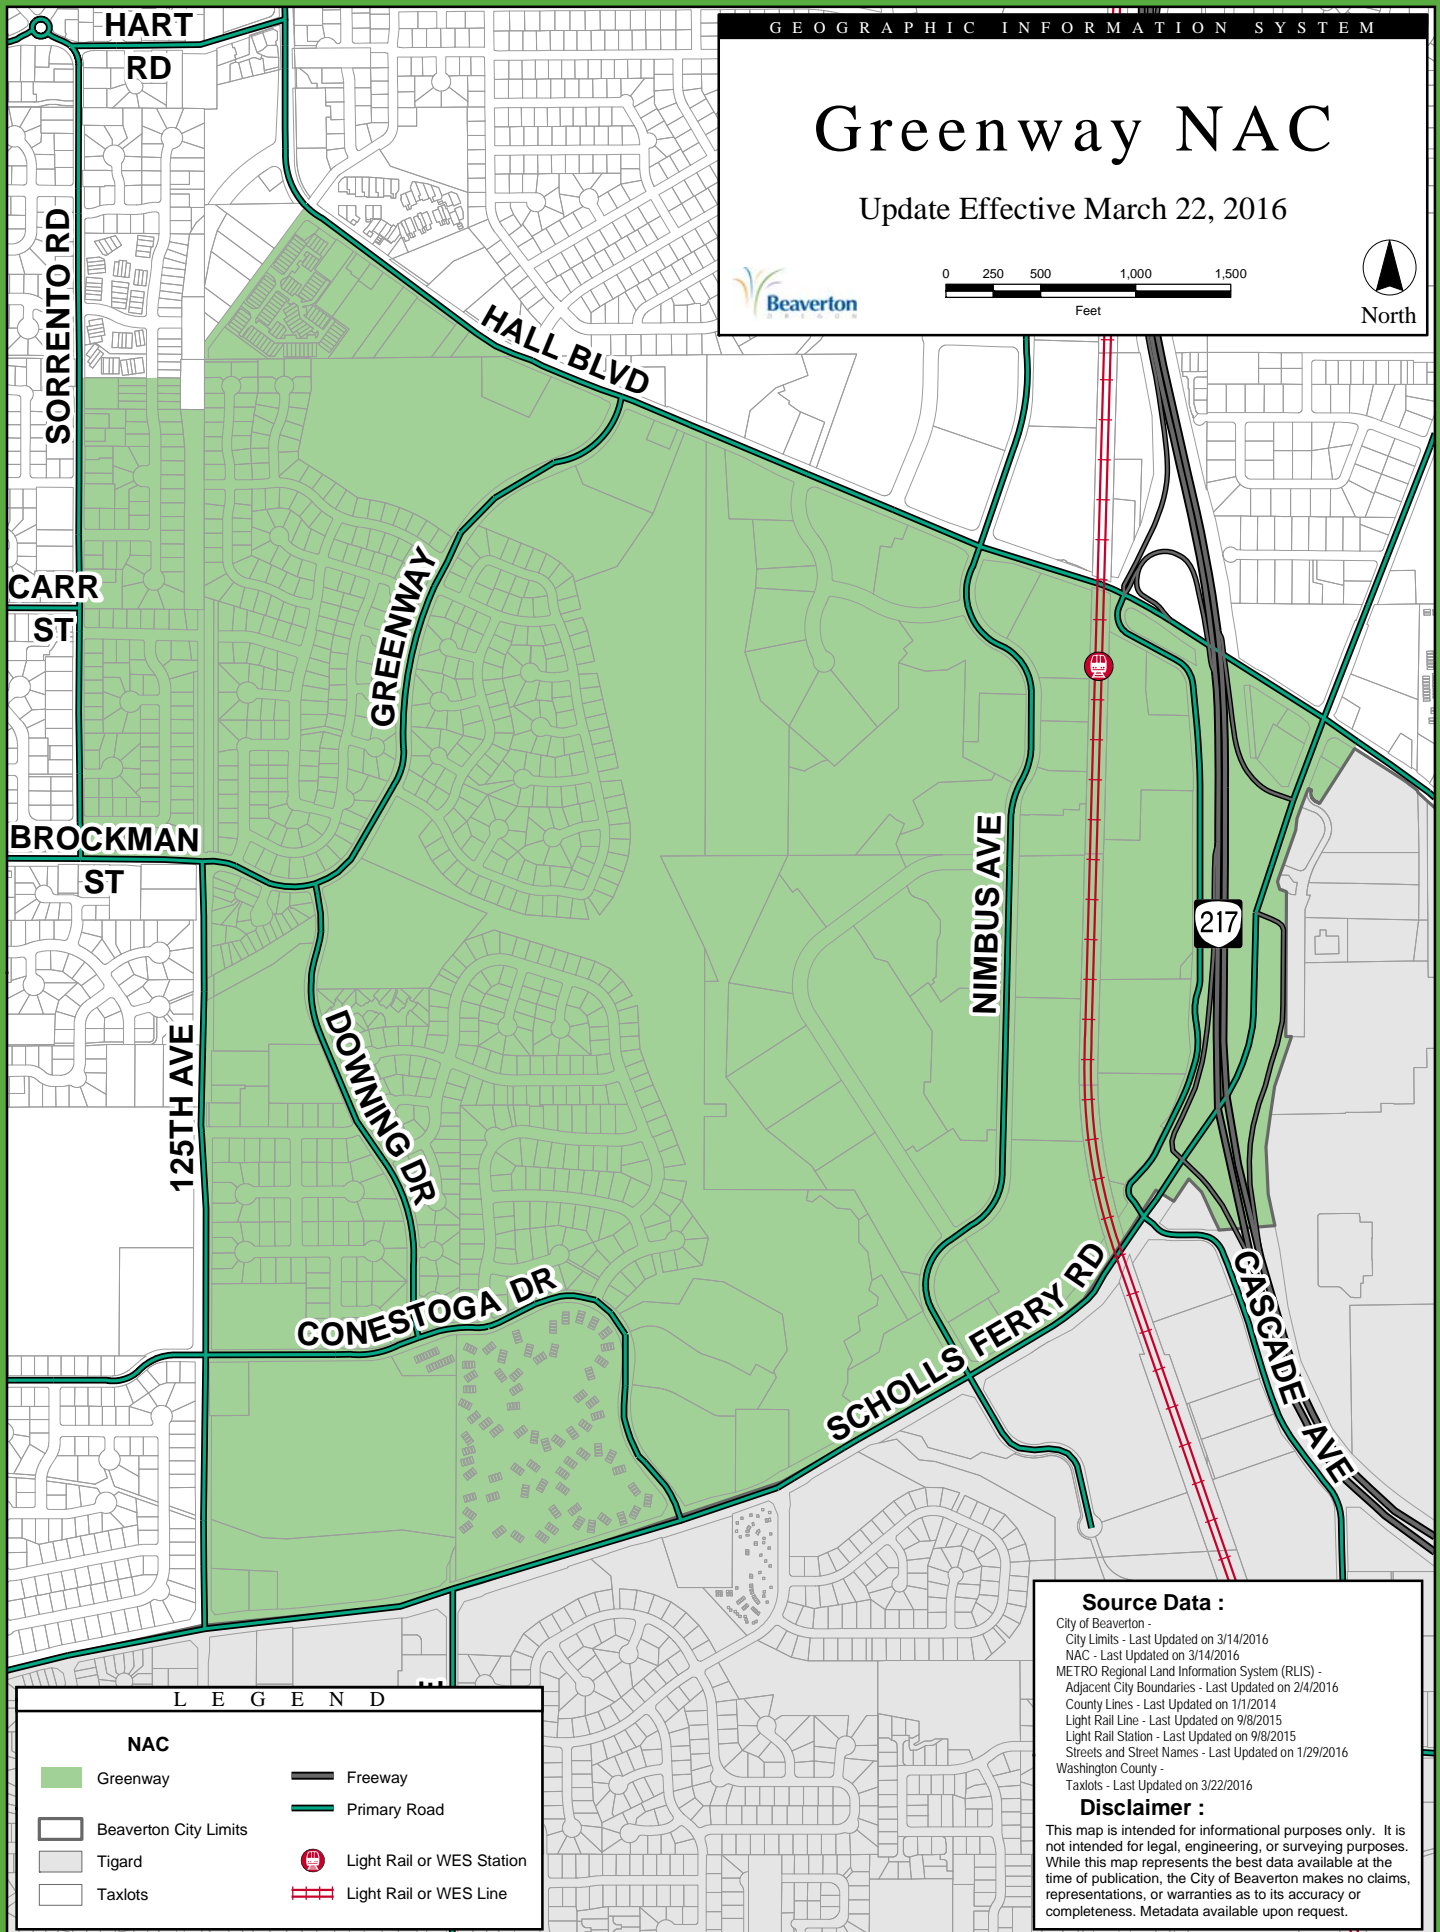 GEOGRAPHIC INFORMATION SYSTEM
Greenway NAC
Update Effective March 22, 2016
Beaverton
OREGON
0 250 500 1,000 1,500
Feet
North
HART
RD
SORRENTO RD
HALL BLVD
CARR
ST
GREENWAY
BROCKMAN
ST
NIMBUS AVE
217
125TH AVE
DOWNING DR
CONESTOGA DR
SCHOLLS FERRY RD
CASCADE AVE
LEGEND
NAC
Greenway
Beaverton City Limits
Tigard
Taxlots
Freeway
Primary Road
Light Rail or WES Station
Light Rail or WES Line
Source Data :
City of Beaverton -
City Limits - Last Updated on 3/14/2016
NAC - Last Updated on 3/14/2016
METRO Regional Land Information System (RLIS) -
Adjacent City Boundaries - Last Updated on 2/4/2016
County Lines - Last Updated on 1/1/2014
Light Rail Line - Last Updated on 9/8/2015
Light Rail Station - Last Updated on 9/8/2015
Streets and Street Names - Last Updated on 1/29/2016
Washington County -
Taxlots - Last Updated on 3/22/2016
Disclaimer :
This map is intended for informational purposes only. It is
not intended for legal, engineering, or surveying purposes.
While this map represents the best data available at the
time of publication, the City of Beaverton makes no claims,
representations, or warranties as to its accuracy or
completeness. Metadata available upon request.